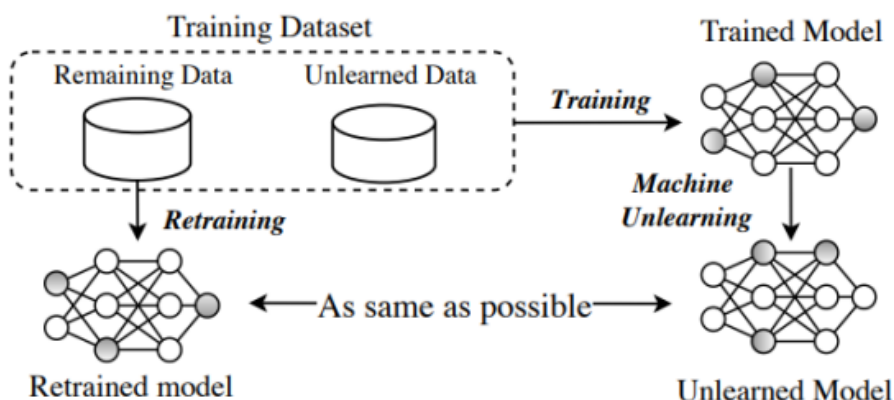 Training Dataset
Trained Model
Remaining Data
Unlearned Data
Training
Machine
Unlearning
Retraining
As same as possible
Retrained model
Unlearned Model